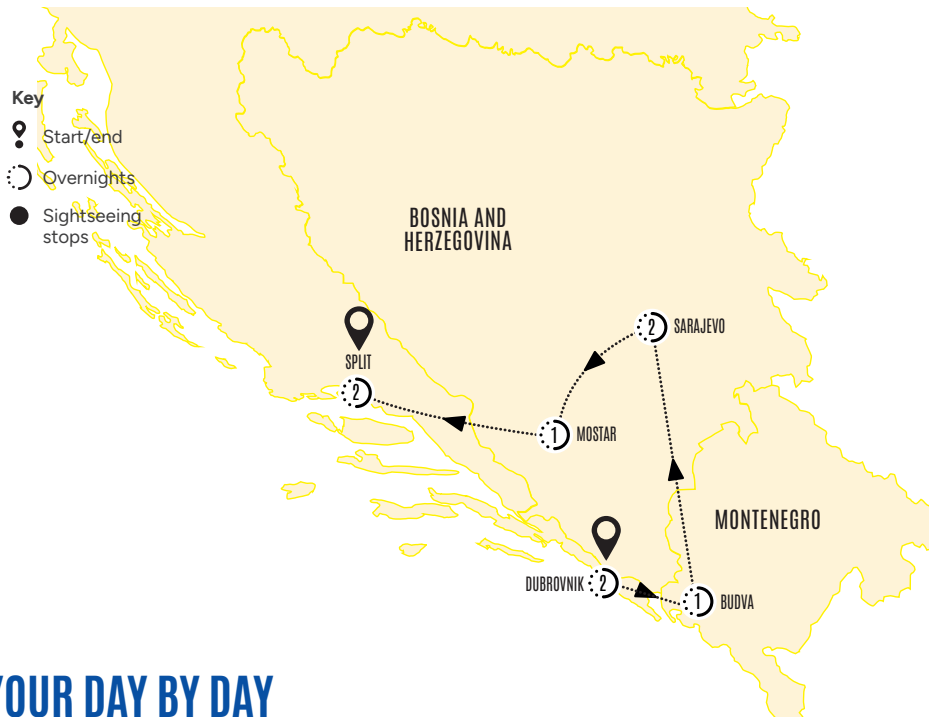 Key
Start/end
Overnights
Sightseeing
stops
BOSNIA AND
HERZEGOVINA
2 SARAJEVO
SPLIT
2
1 MOSTAR
MONTENEGRO
DUBROVNIK 2
1 BUDVA
YOUR DAY BY DAY